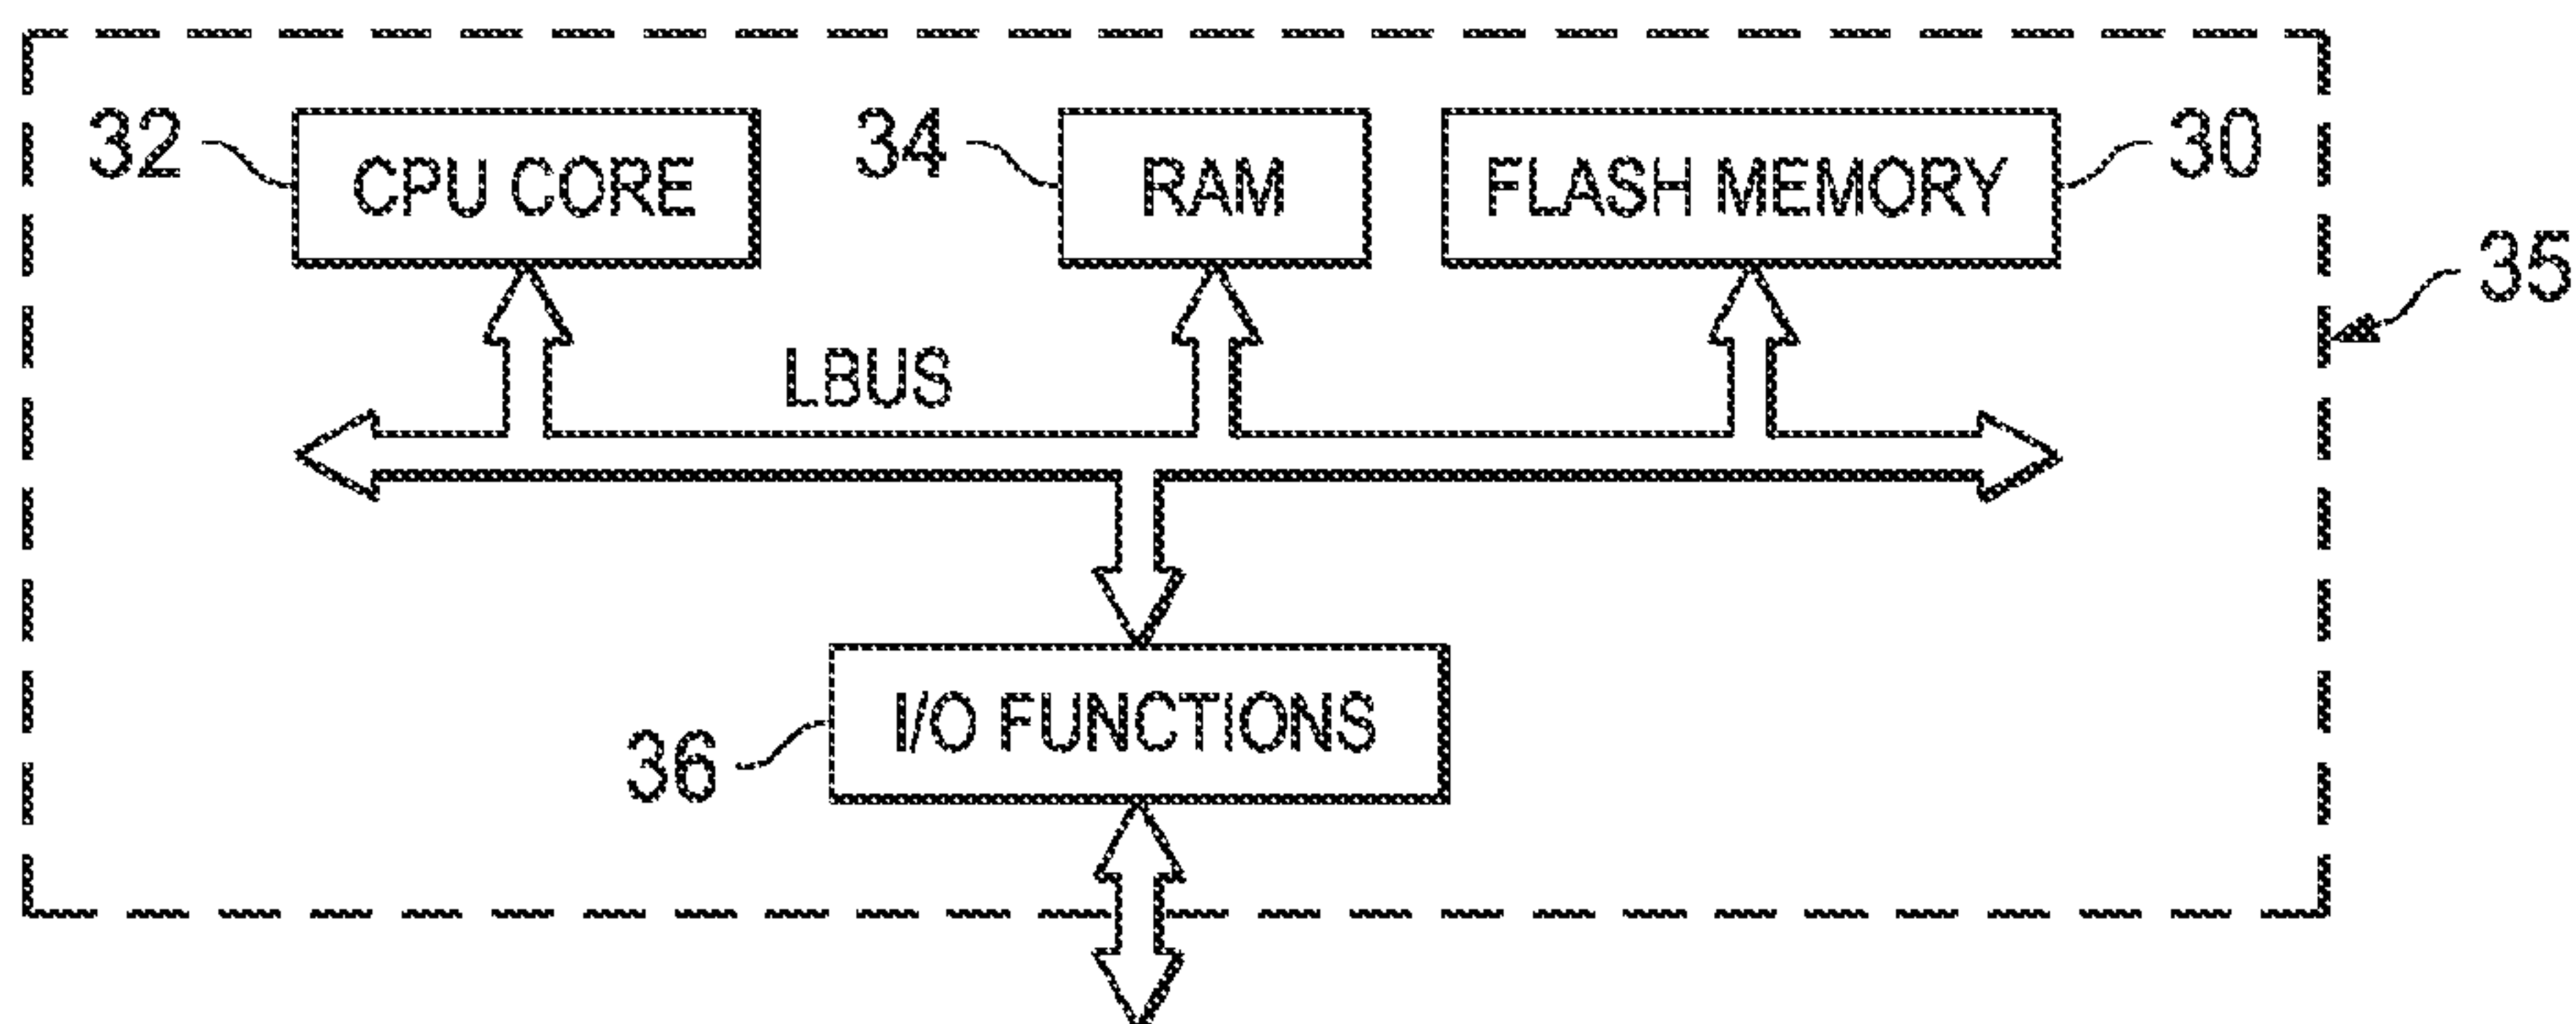 32
CPU CORE
34
RAM
FLASH MEMORY
30
35
LBUS
36
I/O FUNCTIONS